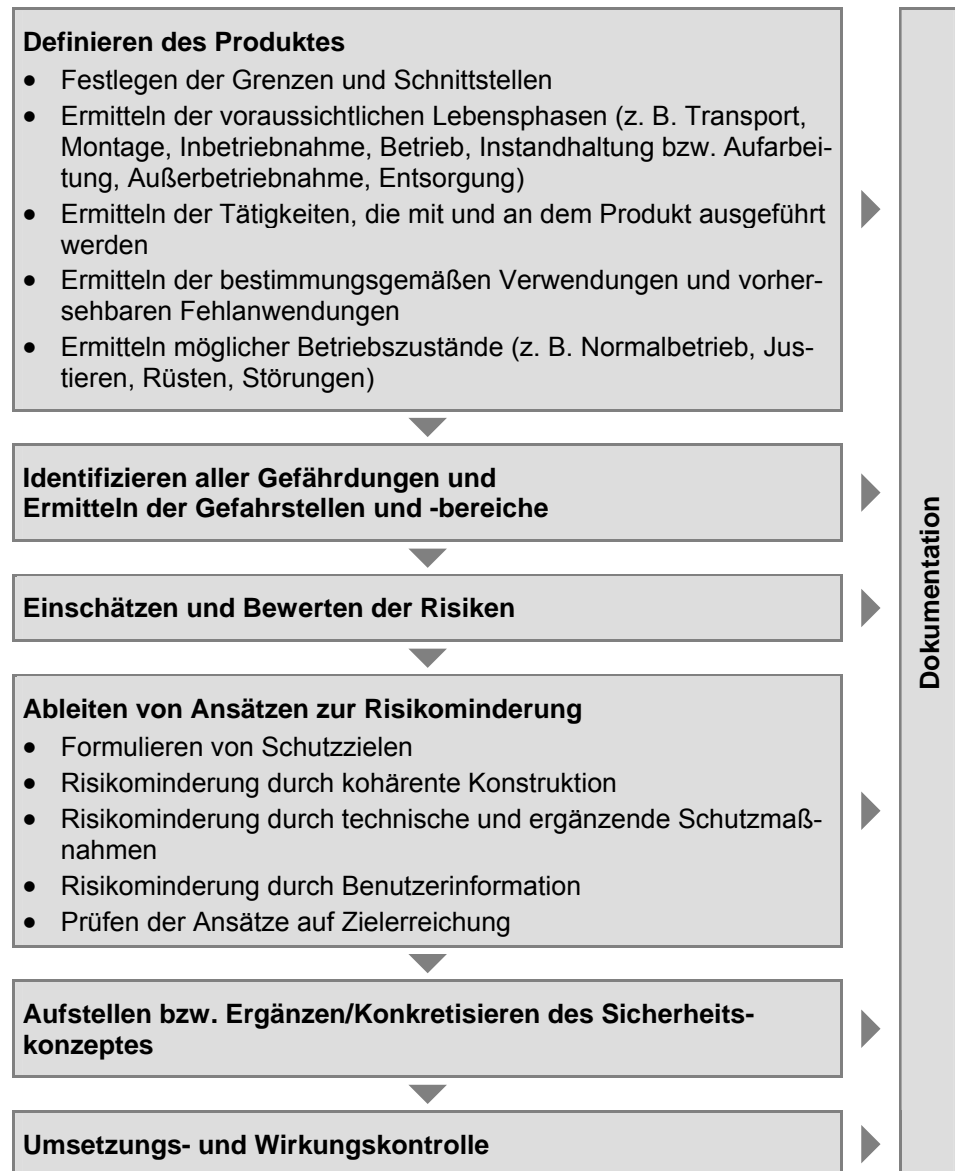 Definieren des Produktes
• Festlegen der Grenzen und Schnittstellen
• Ermitteln der voraussichtlichen Lebensphasen (z. B. Transport,
Montage, Inbetriebnahme, Betrieb, Instandhaltung bzw. Aufarbei-
tung, Außerbetriebnahme, Entsorgung)
• Ermitteln der Tätigkeiten, die mit und an dem Produkt ausgeführt
werden
• Ermitteln der bestimmungsgemäßen Verwendungen und vorher-
sehbaren Fehlanwendungen
• Ermitteln möglicher Betriebszustände (z. B. Normalbetrieb, Jus-
tieren, Rüsten, Störungen)
Identifizieren aller Gefährdungen und
Ermitteln der Gefahrstellen und -bereiche
Einschätzen und Bewerten der Risiken
Ableiten von Ansätzen zur Risikominderung
• Formulieren von Schutzzielen
• Risikominderung durch kohärente Konstruktion
• Risikominderung durch technische und ergänzende Schutzmaß-
nahmen
• Risikominderung durch Benutzerinformation
• Prüfen der Ansätze auf Zielerreichung
Aufstellen bzw. Ergänzen/Konkretisieren des Sicherheits-
konzeptes
Umsetzungs- und Wirkungskontrolle
Dokumentation